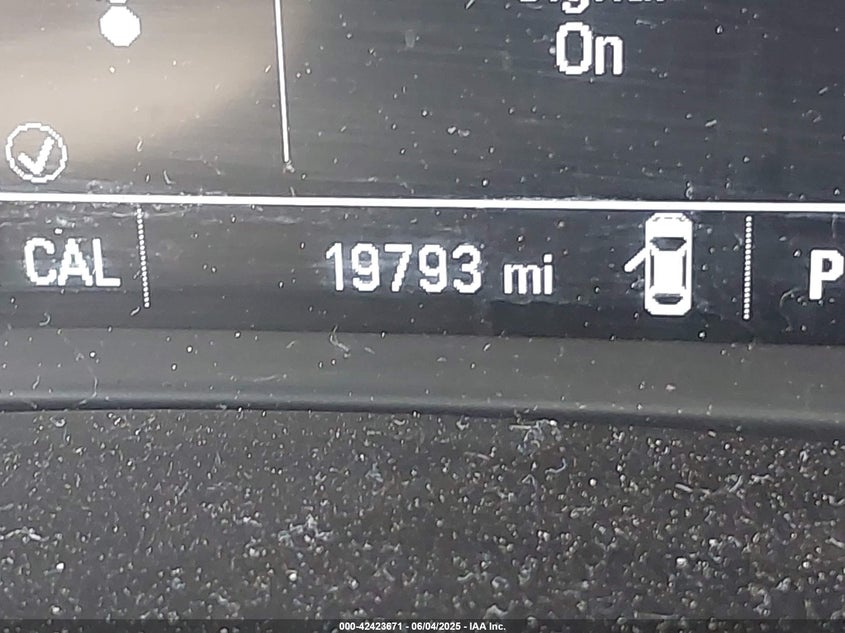 On
CAL 19793 mi P
000-42423671 - 06/04/2025 - IAA Inc.